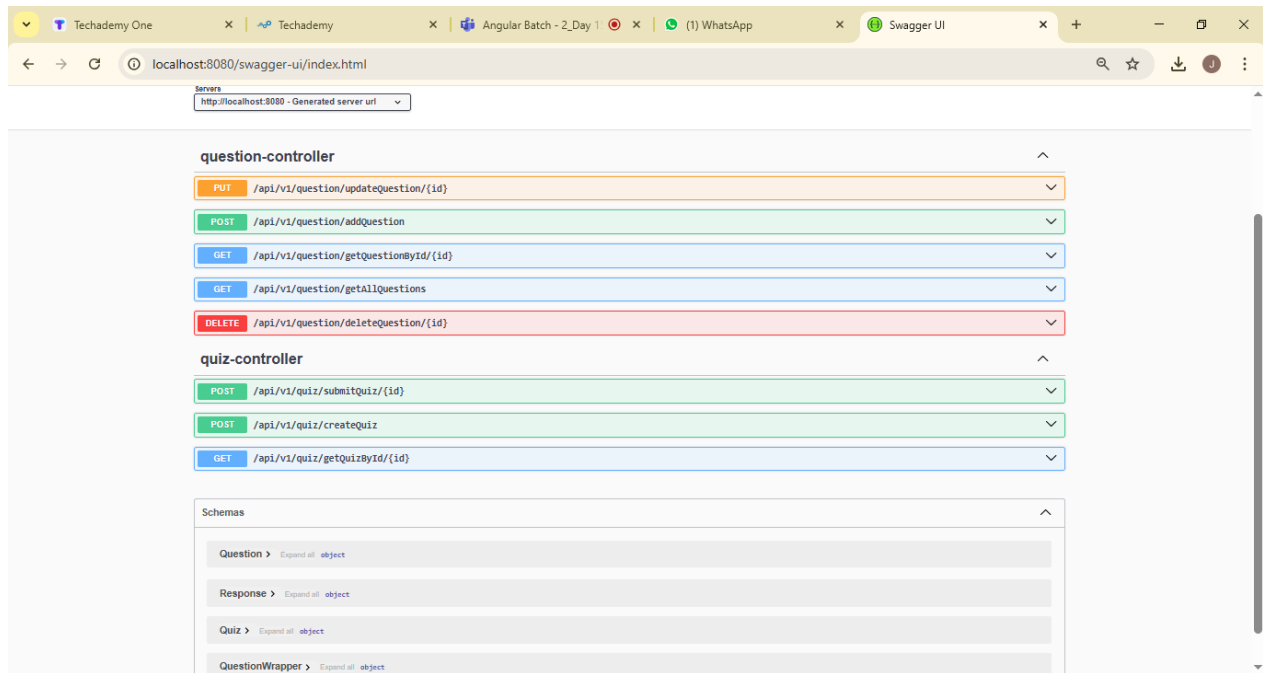 Techademy One
Techademy
Angular Batch - 2_Day 1
(1) WhatsApp
Swagger UI
localhost:8080/swagger-ui/index.html
J
Servers
http://localhost:8080 - Generated server url
question-controller
PUT /api/v1/question/updateQuestion/{id}
POST /api/v1/question/addQuestion
GET /api/v1/question/getQuestionById/{id}
GET /api/v1/question/getAllQuestions
DELETE /api/v1/question/deleteQuestion/{id}
quiz-controller
POST /api/v1/quiz/submitQuiz/{id}
POST /api/v1/quiz/createQuiz
GET /api/v1/quiz/getQuizById/{id}
Schemas
Question Expand all object
Response Expand all object
Quiz Expand all object
QuestionWrapper Expand all object